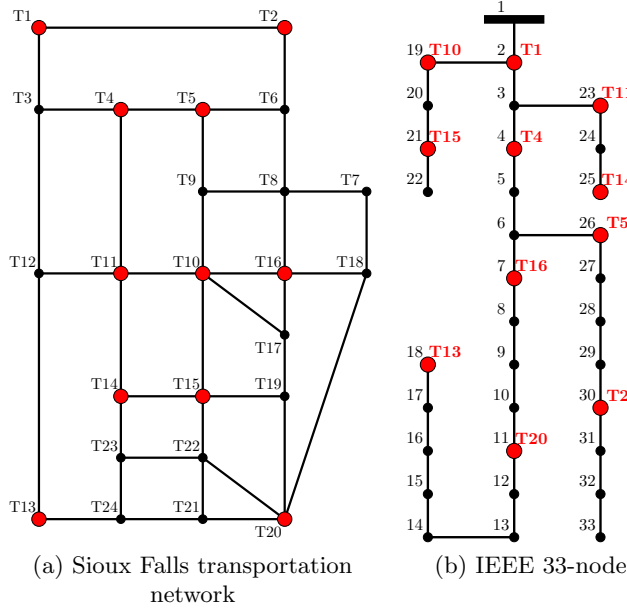 T1 T2
T3 T4 T5 T6
T9 T8 T7
T12 T11 T10 T16 T18
T17
T14 T15 T19
T23 T22
T13 T24 T21
T20
(a) Sioux Falls transportation
network
1
19 T10 2 T1
20 3 23 T11
21 T15 4 T4 24
22 5 25 T14
6 26 T5
7 T16 27
8 28
18 T13 9 29
17 10 30 T2
16 11 T20 31
15 12 32
14 13 33
(b) IEEE 33-node